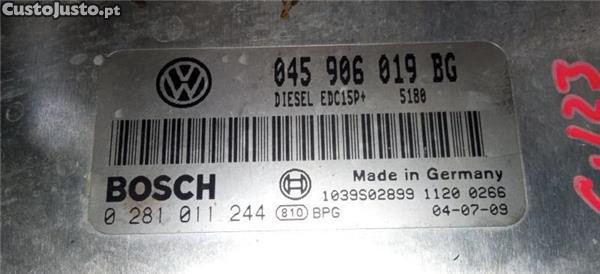 CustoJusto.pt
045 906 019 BG
DIESEL EDC15P+ 5180
BOSCH
Made in Germany
1039S02899 1120 0266
0 281 011 244 810 BPG 04-07-09
C.123